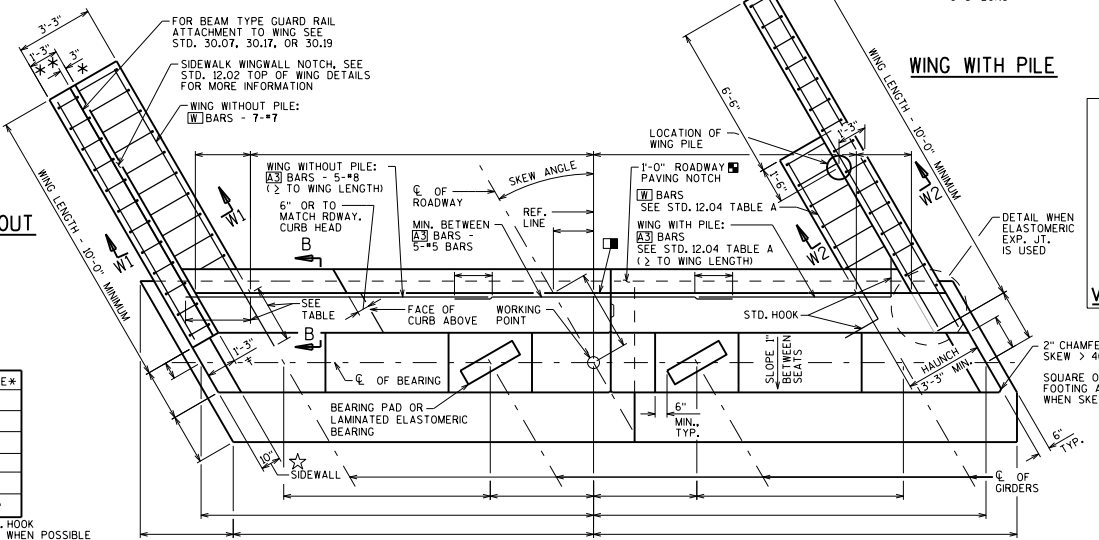 3'-3"
1'-3"
3"
**
*
FOR BEAM TYPE GUARD RAIL
ATTACHMENT TO WING SEE
STD. 30.07, 30.17, OR 30.19
SIDEWALK WINGWALL NOTCH, SEE
STD. 12.02 TOP OF WING DETAILS
FOR MORE INFORMATION
WING WITHOUT PILE:
W BARS - 7-#7
WING LENGTH - 10'-0" MINIMUM
OUT
W1
W1
WING WITHOUT PILE:
A3 BARS - 5-#8
(≥ TO WING LENGTH)
6" OR TO
MATCH RDWAY.
CURB HEAD
B
B
℄ OF
ROADWAY
SKEW ANGLE
MIN. BETWEEN
A3 BARS -
5-#5 BARS
REF.
LINE
1'-0" ROADWAY
PAVING NOTCH
W BARS
SEE STD. 12.04 TABLE A
WING WITH PILE:
A3 BARS
SEE STD. 12.04 TABLE A
(≥ TO WING LENGTH)
LOCATION OF
WING PILE
6'-6"
1'-6"
1'-3"
WING LENGTH - 10'-0" MINIMUM
WING WITH PILE
W2
W2
DETAIL WHEN
ELASTOMERIC
EXP. JT.
IS USED
V
SEE
TABLE
FACE OF
CURB ABOVE
WORKING
POINT
STD. HOOK
1'-3"
℄ OF BEARING
SLOPE 1"
BETWEEN
SEATS
HAUNCH
3'-3" MIN.
2" CHAMFE
SKEW > 4
SQUARE O
FOOTING A
WHEN SKE
BEARING PAD OR
LAMINATED ELASTOMERIC
BEARING
6"
MIN.,
TYP.
6"
TYP.
10"
SIDEWALL
℄ OF
GIRDERS
E*
. HOOK
WHEN POSSIBLE